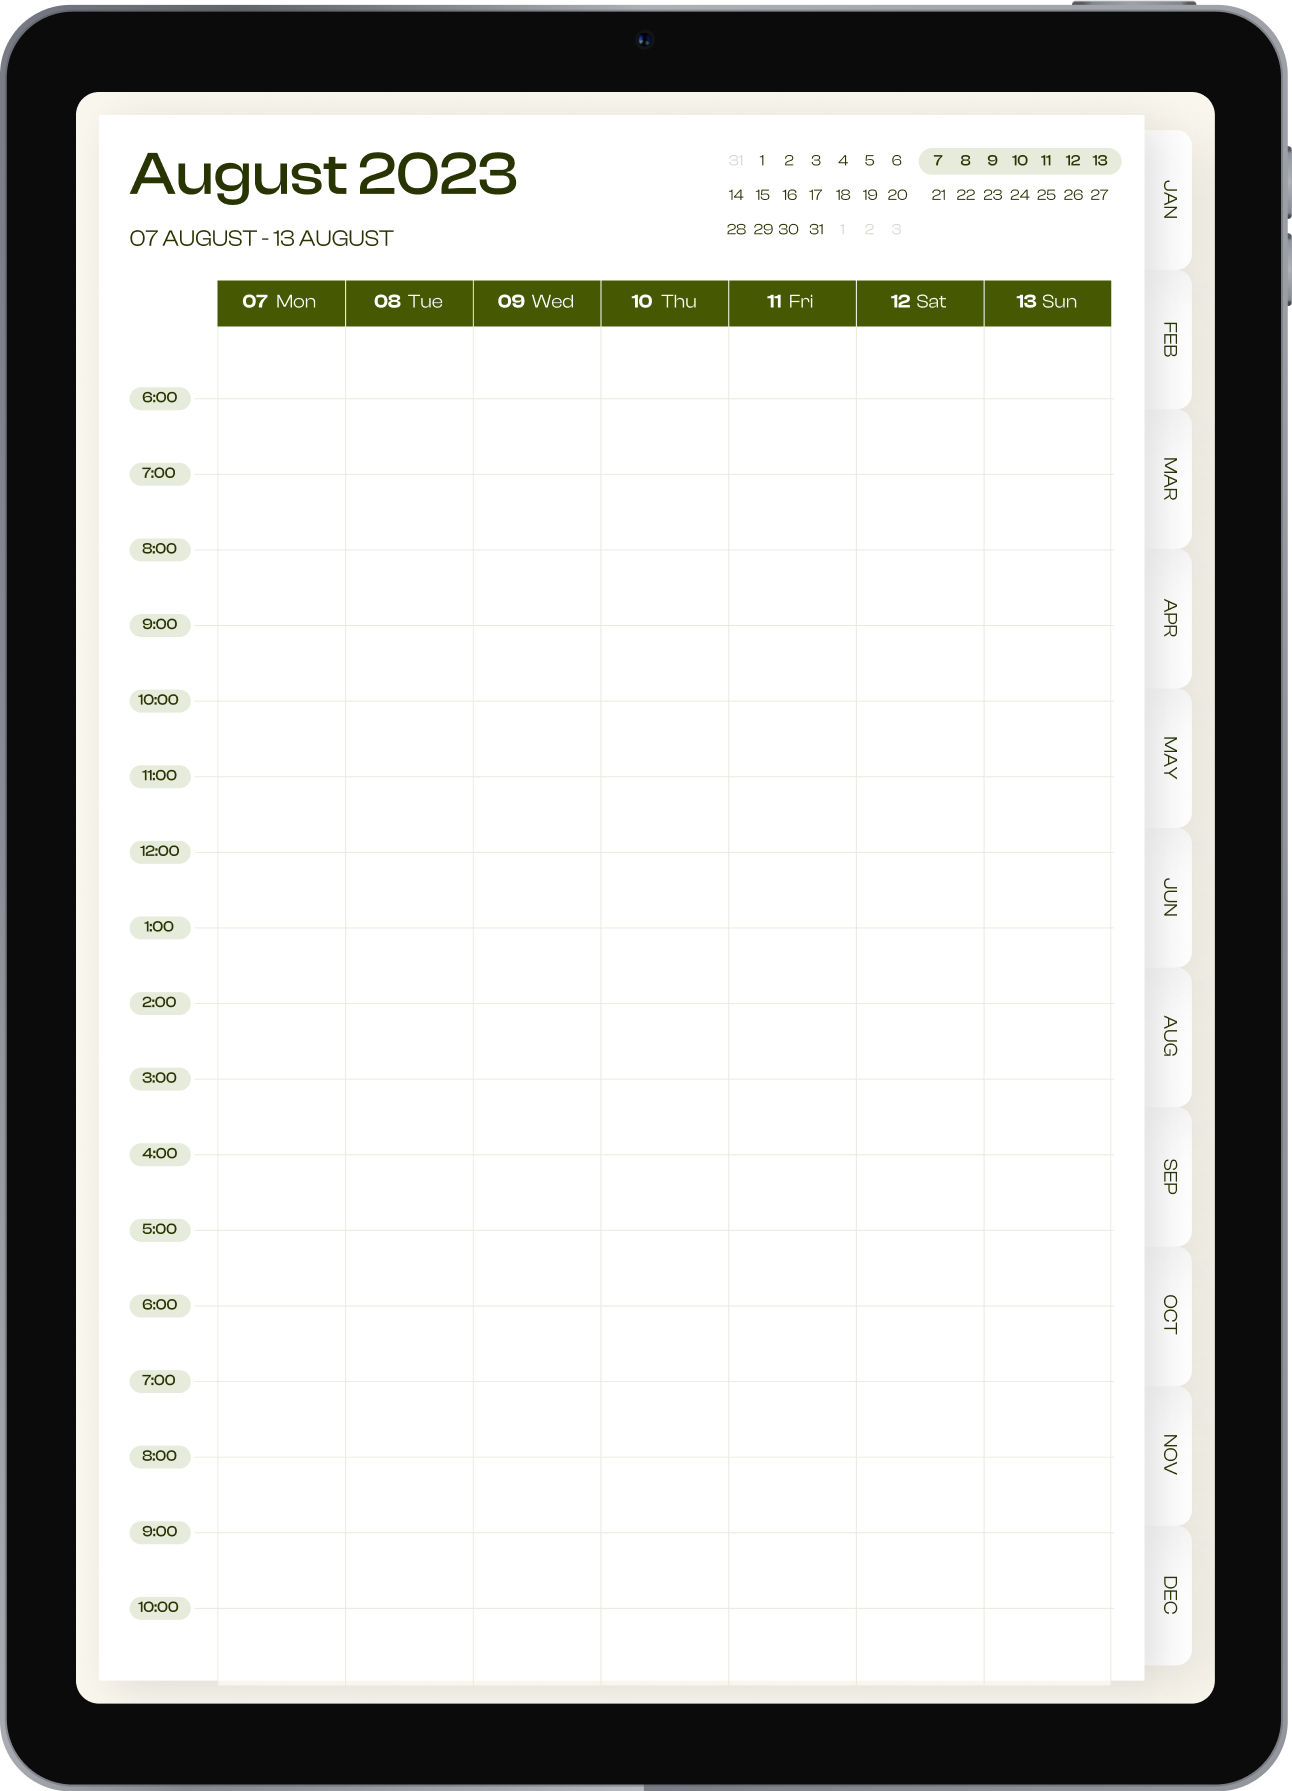 August 2023
07 AUGUST - 13 AUGUST
31 1 2 3 4 5 6 7 8 9 10 11 12 13
14 15 16 17 18 19 20 21 22 23 24 25 26 27
28 29 30 31 1 2 3
07 Mon 08 Tue 09 Wed 10 Thu 11 Fri 12 Sat 13 Sun
6:00
7:00
8:00
9:00
10:00
11:00
12:00
1:00
2:00
3:00
4:00
5:00
6:00
7:00
8:00
9:00
10:00
JAN
FEB
MAR
APR
MAY
JUN
AUG
SEP
OCT
NOV
DEC